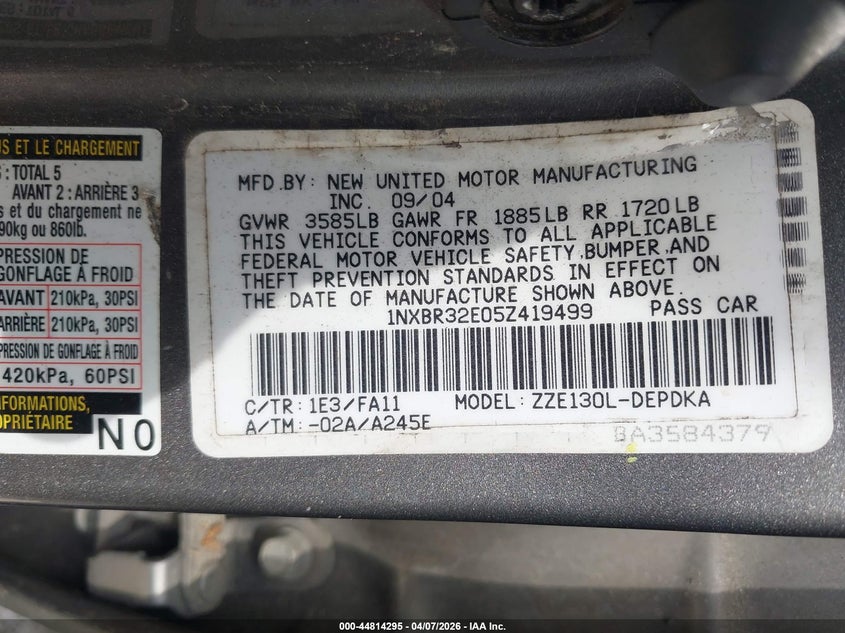 US ET LE CHARGEMENT
: TOTAL 5
AVANT 2 : ARRIÈRE 3
s et du chargement ne
90kg ou 860lb.
PRESSION DE
GONFLAGE À FROID
AVANT 210kPa, 30PSI
ARRIÈRE 210kPa, 30PSI
PRESSION DE GONFLAGE À FROID
420kPa, 60PSI
INFORMATIONS
OPRIÉTAIRE
N0
MFD.BY: NEW UNITED MOTOR MANUFACTURING
INC. 09/04
GVWR 3585LB GAWR FR 1885LB RR 1720LB
THIS VEHICLE CONFORMS TO ALL APPLICABLE
FEDERAL MOTOR VEHICLE SAFETY,BUMPER,AND
THEFT PREVENTION STANDARDS IN EFFECT ON
THE DATE OF MANUFACTURE SHOWN ABOVE.
1NXBR32E05Z419499 PASS CAR
C/TR: 1E3/FA11 MODEL: ZZE130L-DEPDKA
A/TM: -02A/A245E
BA3584379
000-44814295 - 04/07/2026 - IAA Inc.